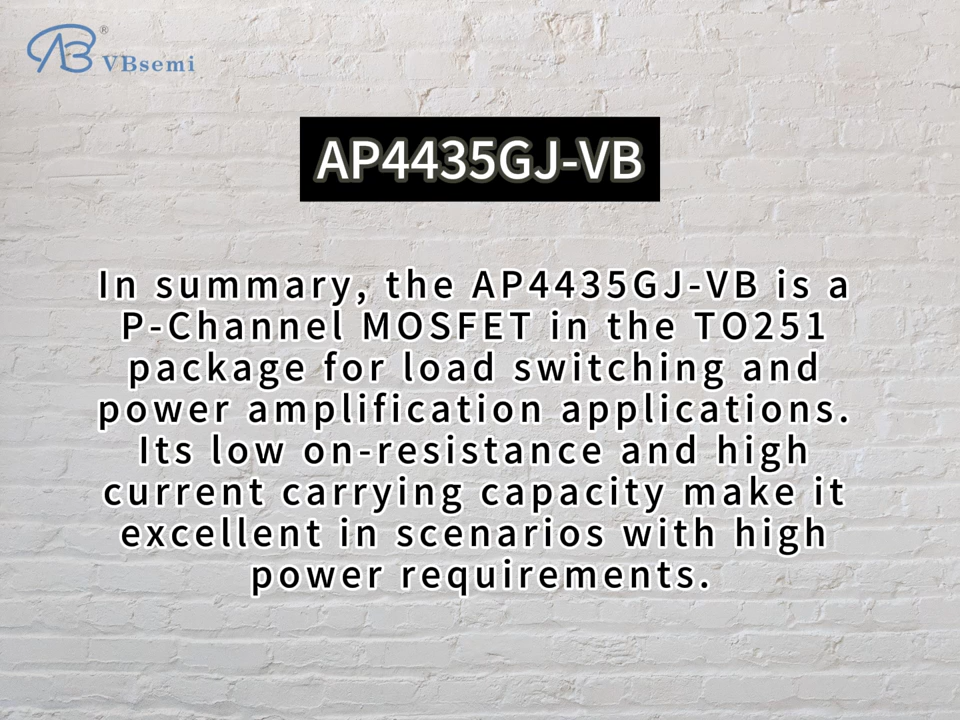 VBsemi
AP4435GJ-VB
In summary, the AP4435GJ-VB is a
P-Channel MOSFET in the TO251
package for load switching and
power amplification applications.
Its low on-resistance and high
current carrying capacity make it
excellent in scenarios with high
power requirements.